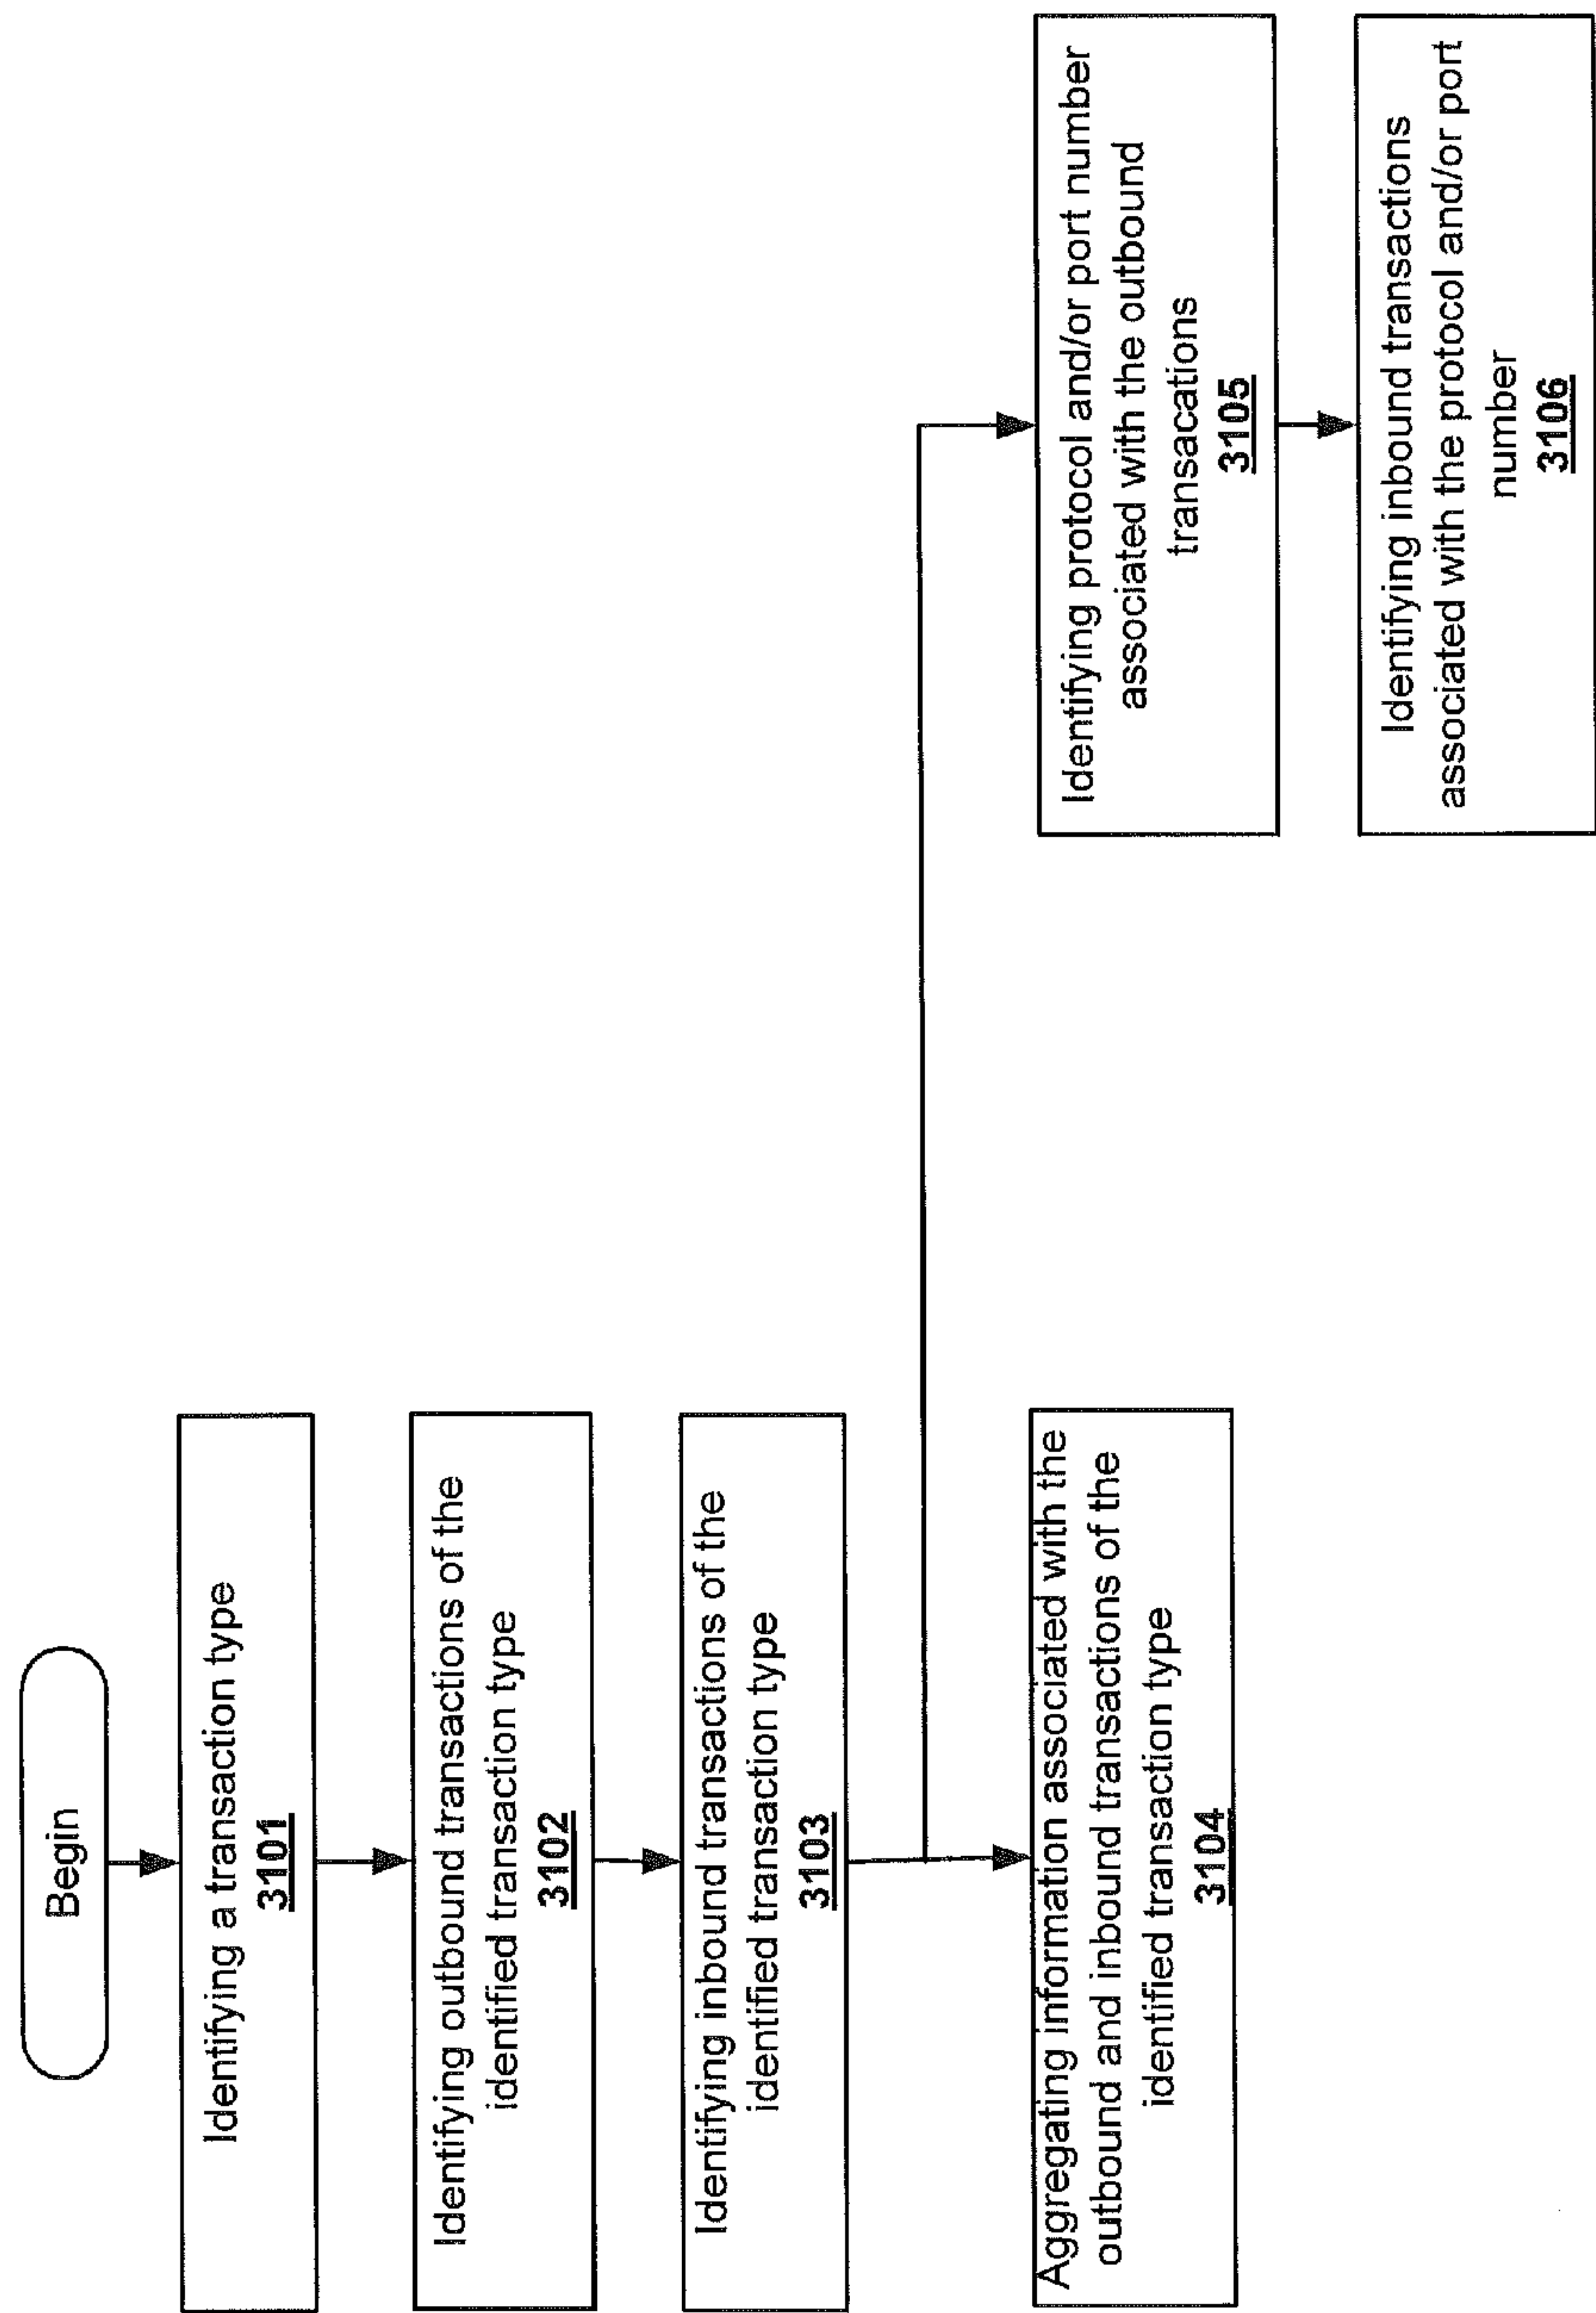 Begin
Identifying a transaction type
3101
Identifying outbound transactions of the
identified transaction type
3102
Identifying inbound transactions of the
identified transaction type
3103
Aggregating information associated with the
outbound and inbound transactions of the
identified transaction type
3104
Identifying protocol and/or port number
associated with the outbound
transacations
3105
Identifying inbound transactions
associated with the protocol and/or port
number
3106